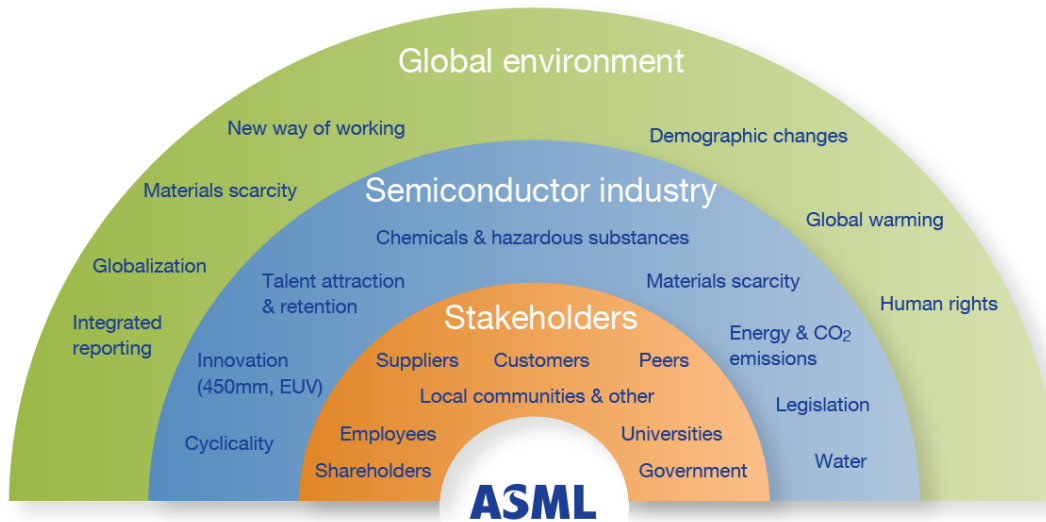 Global environment
New way of working
Demographic changes
Materials scarcity
Global warming
Globalization
Human rights
Integrated
reporting
Semiconductor industry
Chemicals & hazardous substances
Talent attraction
& retention
Materials scarcity
Innovation
(450mm, EUV)
Energy & CO₂
emissions
Cyclicality
Legislation
Water
Stakeholders
Suppliers Customers Peers
Local communities & other
Employees Universities
Shareholders Government
ASML